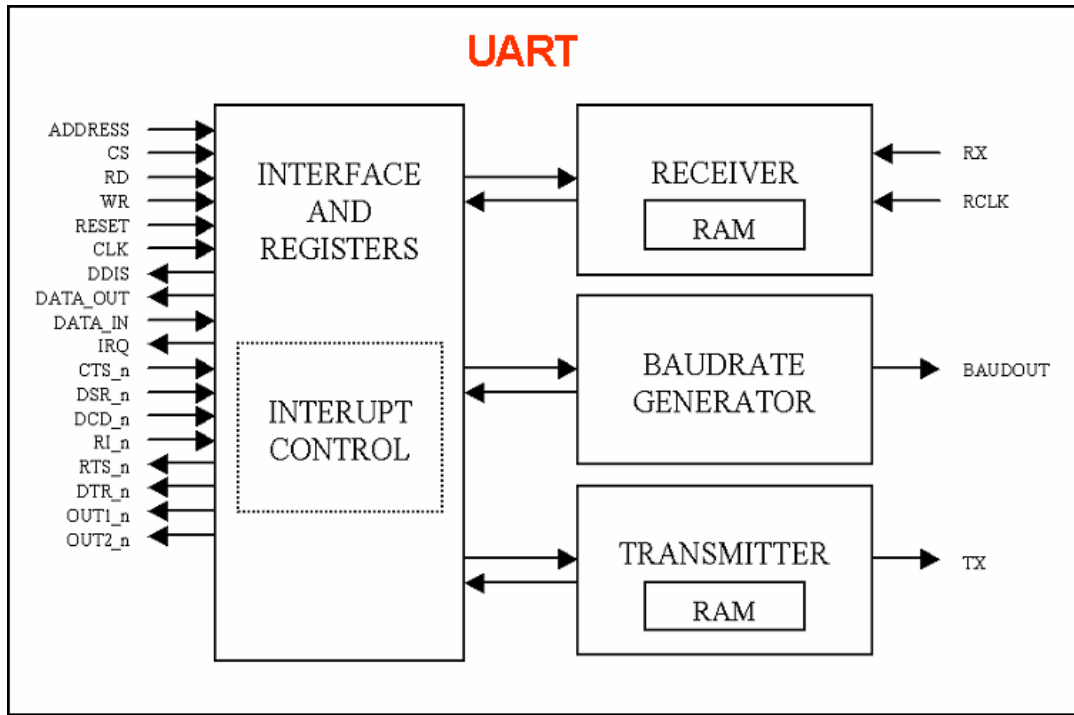 UART
ADDRESS
CS
RD
WR
RESET
CLK
DDIS
DATA_OUT
DATA_IN
IRQ
CTS_n
DSR_n
DCD_n
RI_n
RTS_n
DTR_n
OUT1_n
OUT2_n
INTERFACE
AND
REGISTERS
INTERUPT
CONTROL
RECEIVER
RAM
RX
RCLK
BAUDRATE
GENERATOR
BAUDOUT
TRANSMITTER
RAM
TX